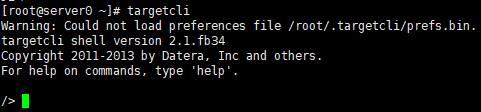 [root@server0 ~]# targetcli
Warning: Could not load preferences file /root/.targetcli/prefs.bin.
targetcli shell version 2.1.fb34
Copyright 2011-2013 by Datera, Inc and others.
For help on commands, type 'help'.
/>